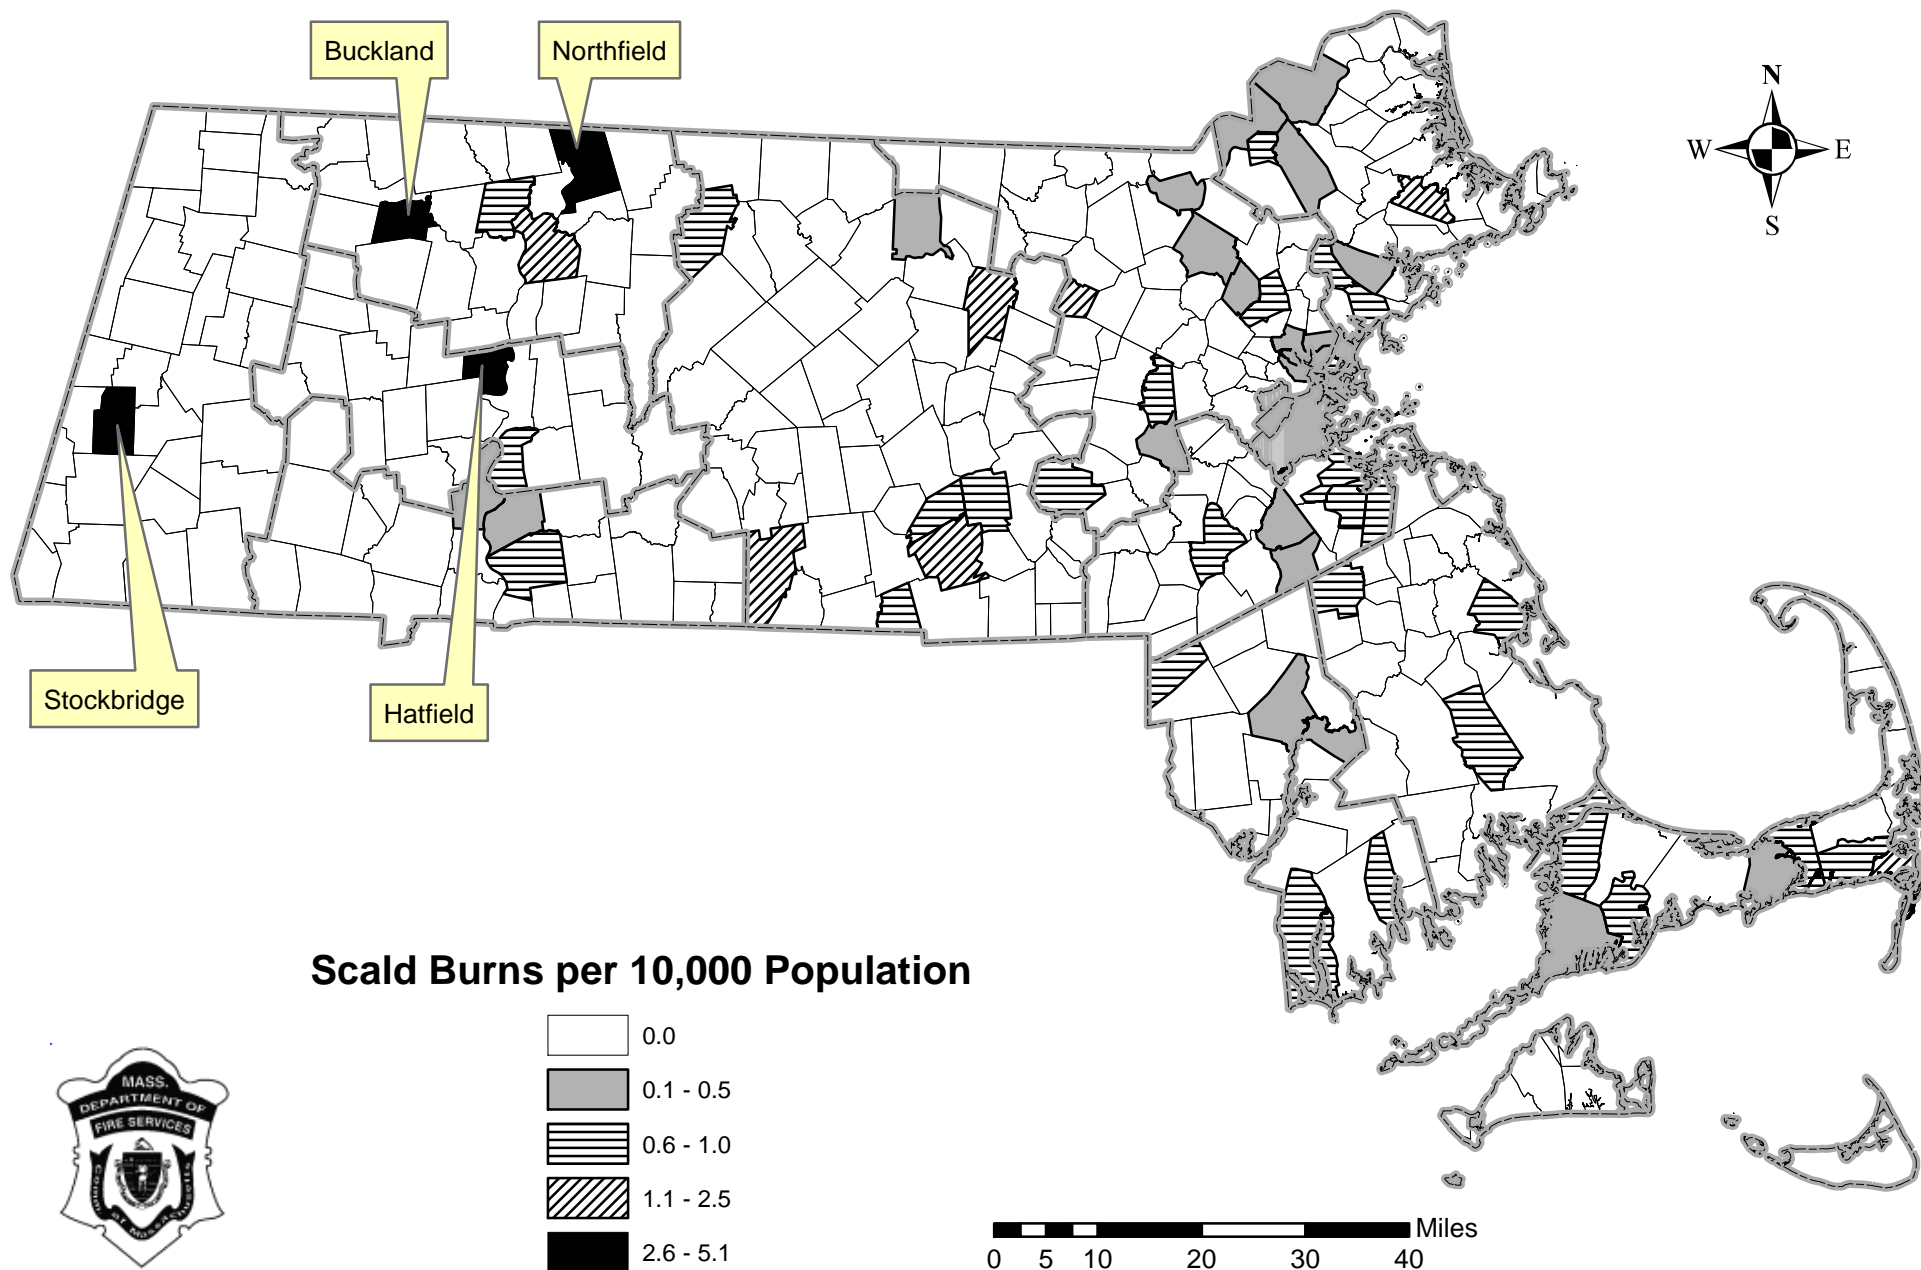 Buckland
Northfield
N
W
E
S
Stockbridge
Hatfield
Scald Burns per 10,000 Population
0.0
0.1 - 0.5
0.6 - 1.0
1.1 - 2.5
2.6 - 5.1
MASS.
DEPARTMENT OF
FIRE SERVICES
Miles
0 5 10 20 30 40